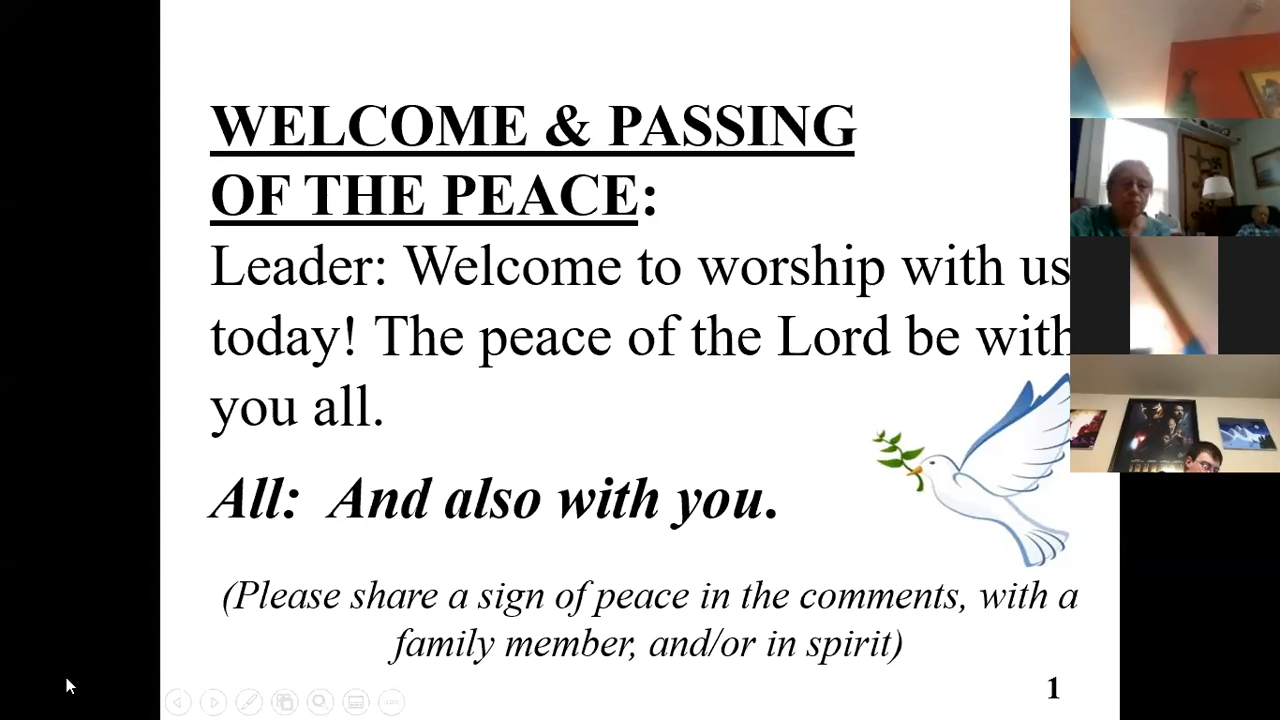 WELCOME & PASSING
OF THE PEACE:
Leader: Welcome to worship with us
today! The peace of the Lord be with
you all.
All: And also with you.
(Please share a sign of peace in the comments, with a
family member, and/or in spirit)
1